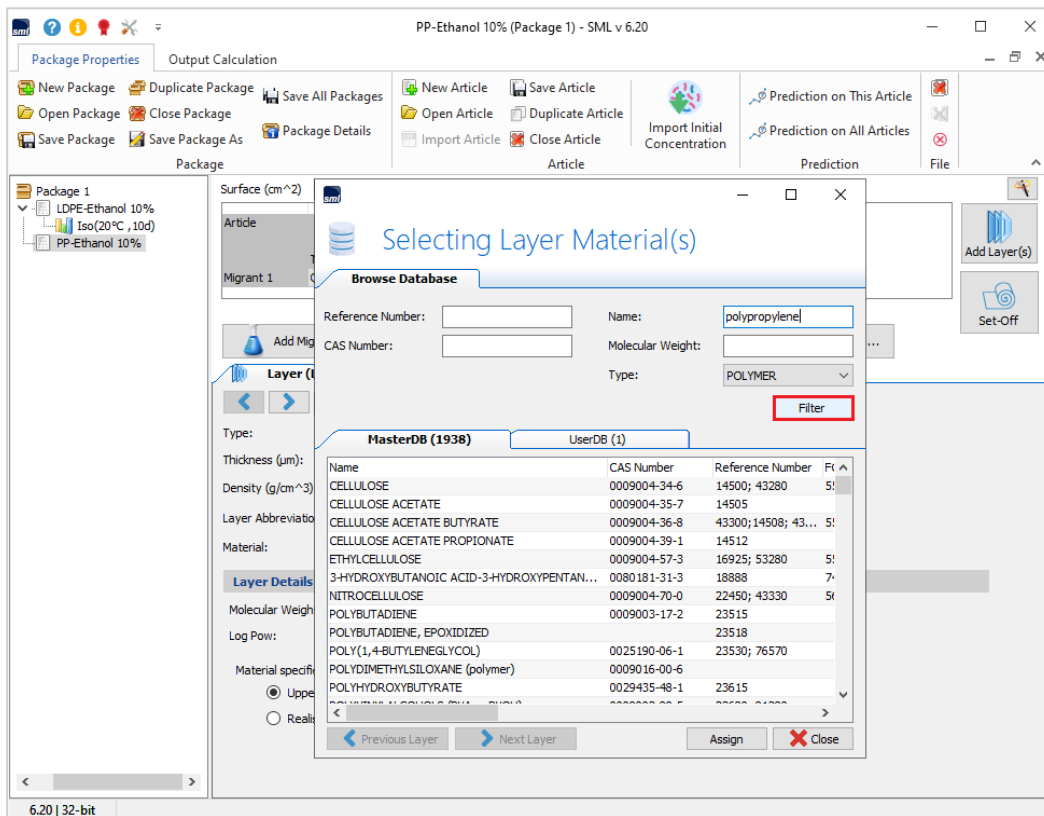 sml
PP-Ethanol 10% (Package 1) - SML v 6.20
Package Properties
Output Calculation
New Package
Duplicate Package
Save All Packages
New Article
Save Article
Import Initial Concentration
Prediction on This Article
Open Package
Close Package
Package Details
Open Article
Duplicate Article
Prediction on All Articles
Save Package
Save Package As
Import Article
Close Article
Package
Article
Prediction
File
Package 1
LDPE-Ethanol 10%
Iso(20°C ,10d)
PP-Ethanol 10%
Surface (cm^2)
Article
Migrant 1
Add Layer(s)
Set-Off
Add Mig
...
Layer (
Type:
Thickness (μm):
Density (g/cm^3)
Layer Abbreviatio
Material:
Layer Details
Molecular Weigh
Log Pow:
Material specifi
Uppe
Realis
sml
Selecting Layer Material(s)
Browse Database
Reference Number:
Name: polypropylene
CAS Number:
Molecular Weight:
Type: POLYMER
Filter
MasterDB (1938)
UserDB (1)
Name CAS Number Reference Number
CELLULOSE 0009004-34-6 14500; 43280
CELLULOSE ACETATE 0009004-35-7 14505
CELLULOSE ACETATE BUTYRATE 0009004-36-8 43300;14508; 43...
CELLULOSE ACETATE PROPIONATE 0009004-39-1 14512
ETHYLCELLULOSE 0009004-57-3 16925; 53280
3-HYDROXYBUTANOIC ACID-3-HYDROXYPENTAN... 0080181-31-3 18888
NITROCELLULOSE 0009004-70-0 22450; 43330
POLYBUTADIENE 0009003-17-2 23515
POLYBUTADIENE, EPOXIDIZED 23518
POLY(1,4-BUTYLENEGLYCOL) 0025190-06-1 23530; 76570
POLYDIMETHYLSILOXANE (polymer) 0009016-00-6
POLYHYDROXYBUTYRATE 0029435-48-1 23615
Previous Layer
Next Layer
Assign
Close
6.20 | 32-bit